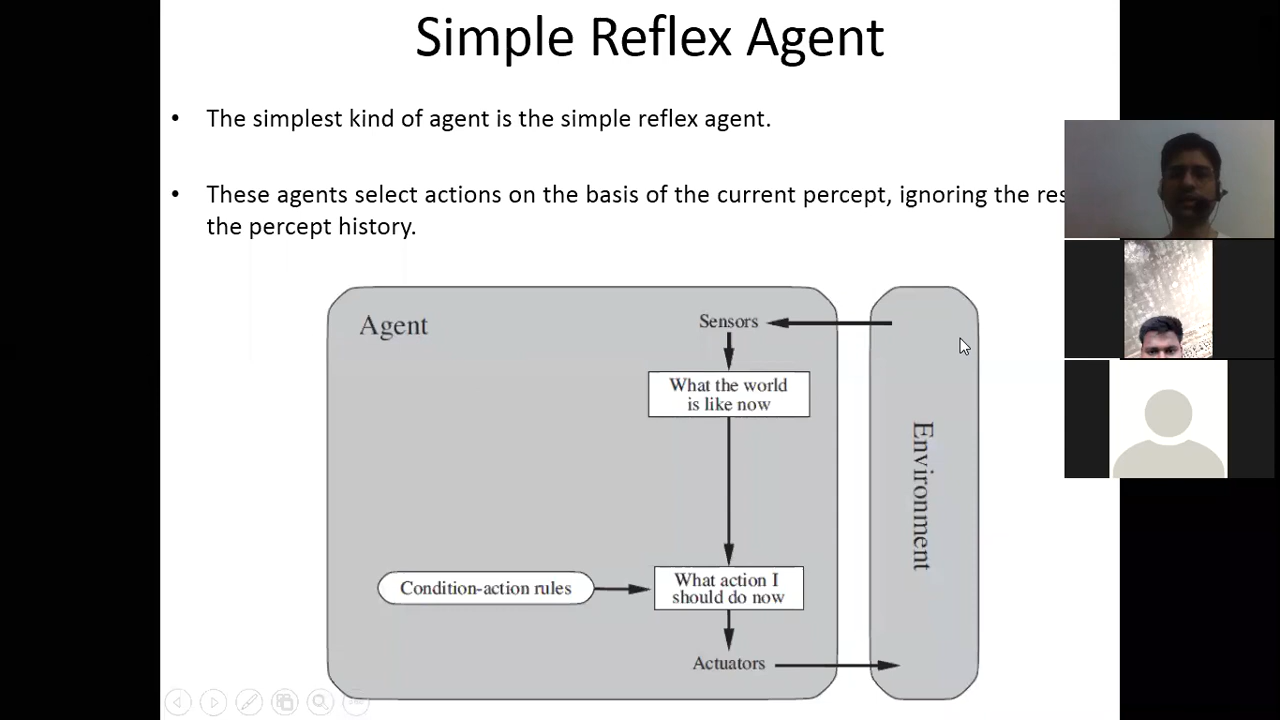 Simple Reflex Agent
• The simplest kind of agent is the simple reflex agent.
• These agents select actions on the basis of the current percept, ignoring the
the percept history.
Agent
Sensors
What the world
is like now
Environment
Condition-action rules
What action I
should do now
Actuators